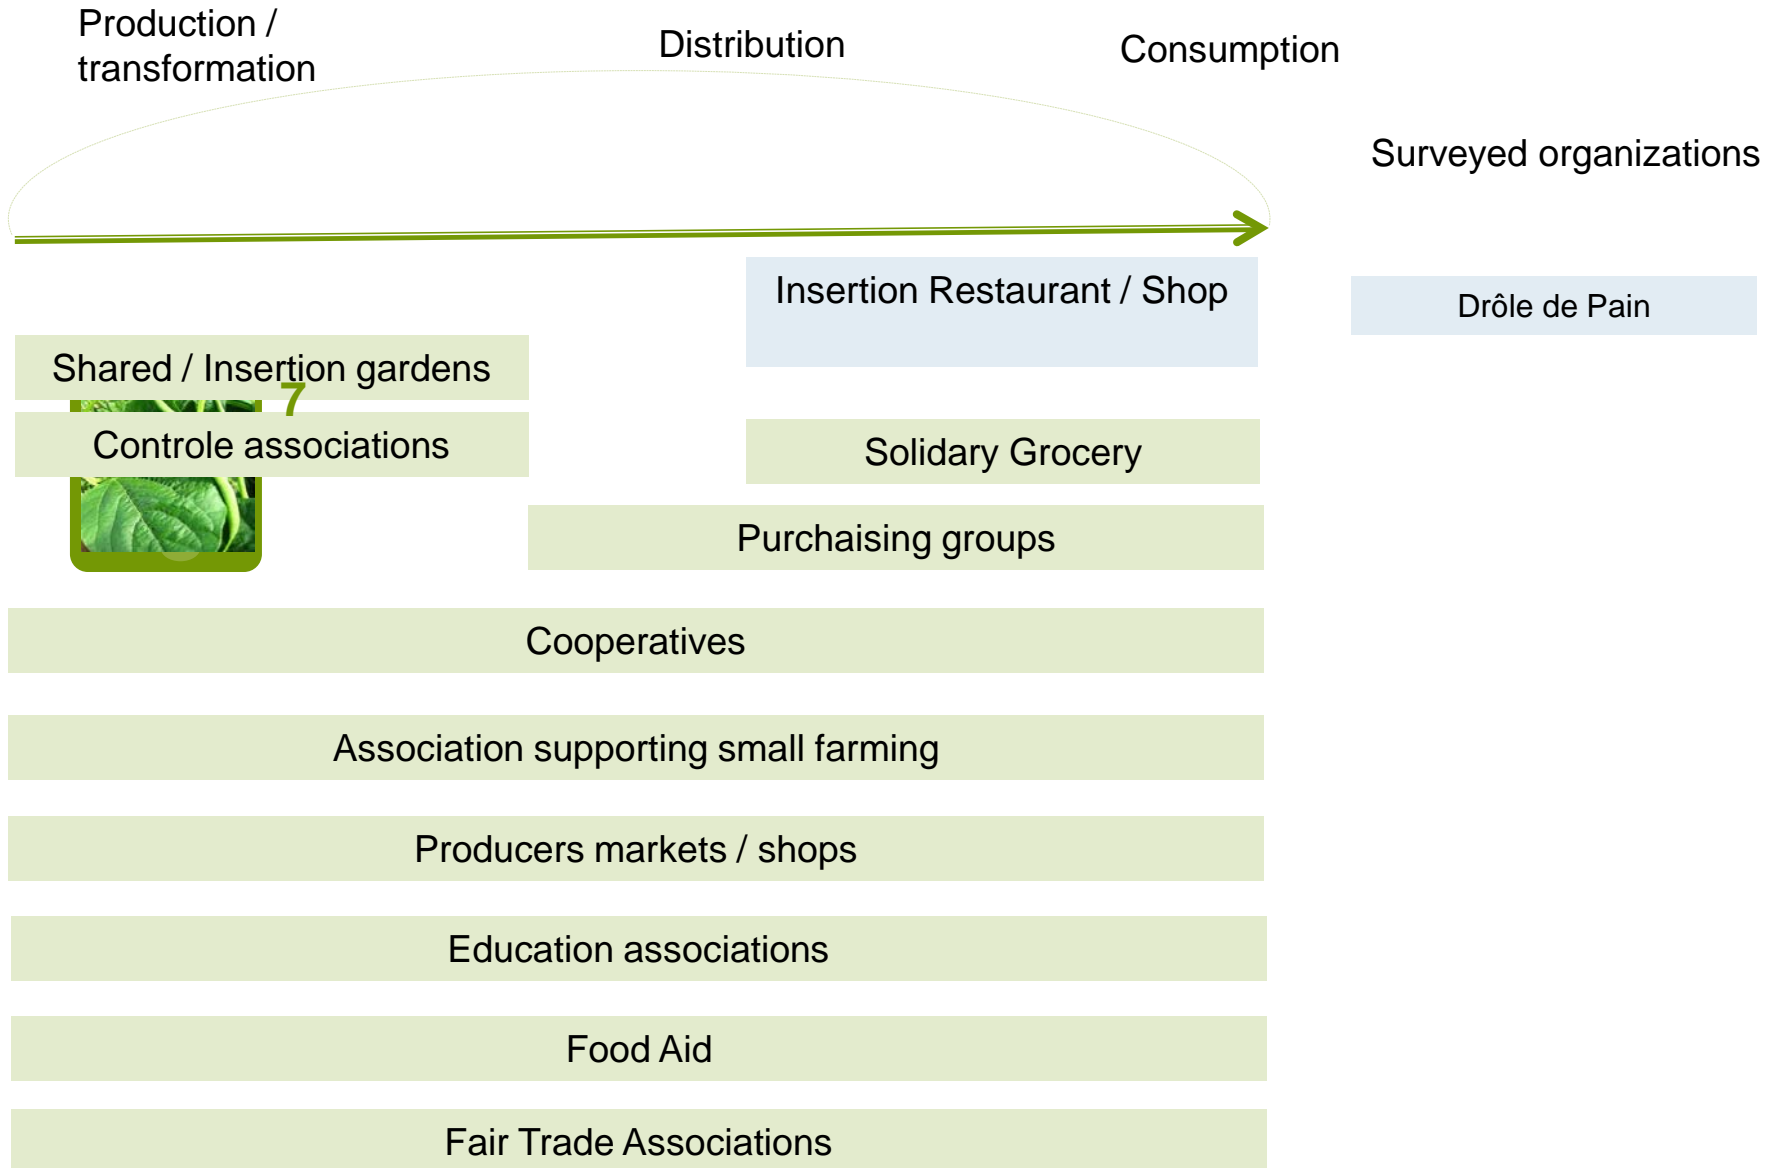 Production /
transformation
Distribution
Consumption
Surveyed organizations
Insertion Restaurant / Shop
Drôle de Pain
Shared / Insertion gardens
7
Controle associations
Solidary Grocery
Purchaising groups
Cooperatives
Association supporting small farming
Producers markets / shops
Education associations
Food Aid
Fair Trade Associations